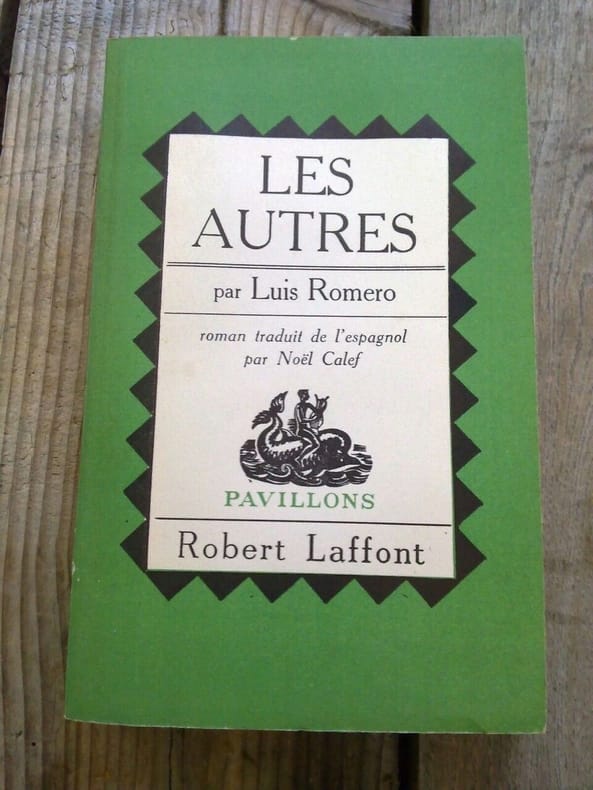 LES
AUTRES
par Luis Romero
roman traduit de l'espagnol
par Noël Calef
PAVILLONS
Robert Laffont